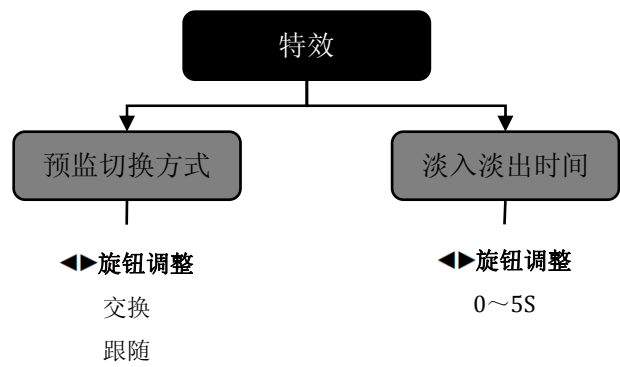 特效
预监切换方式
淡入淡出时间
◀▶旋钮调整
◀▶旋钮调整
交换
0～5S
跟随